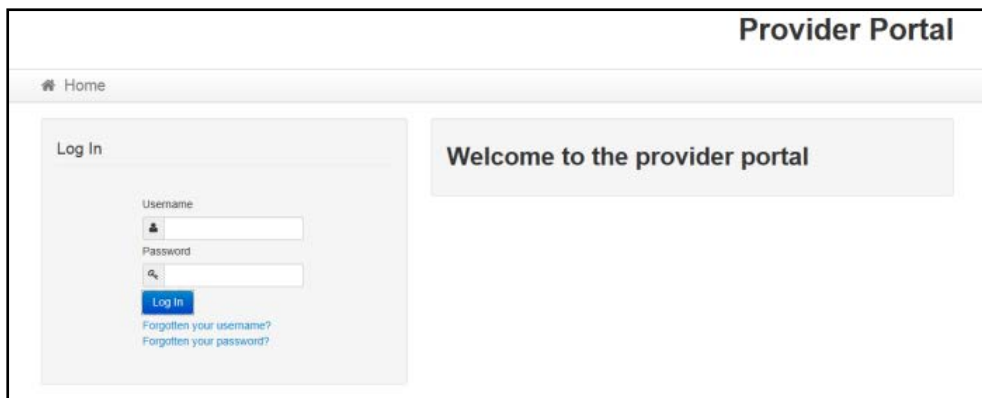 Provider Portal
Home
Log In
Welcome to the provider portal
Username
Password
Log In
Forgotten your username?
Forgotten your password?